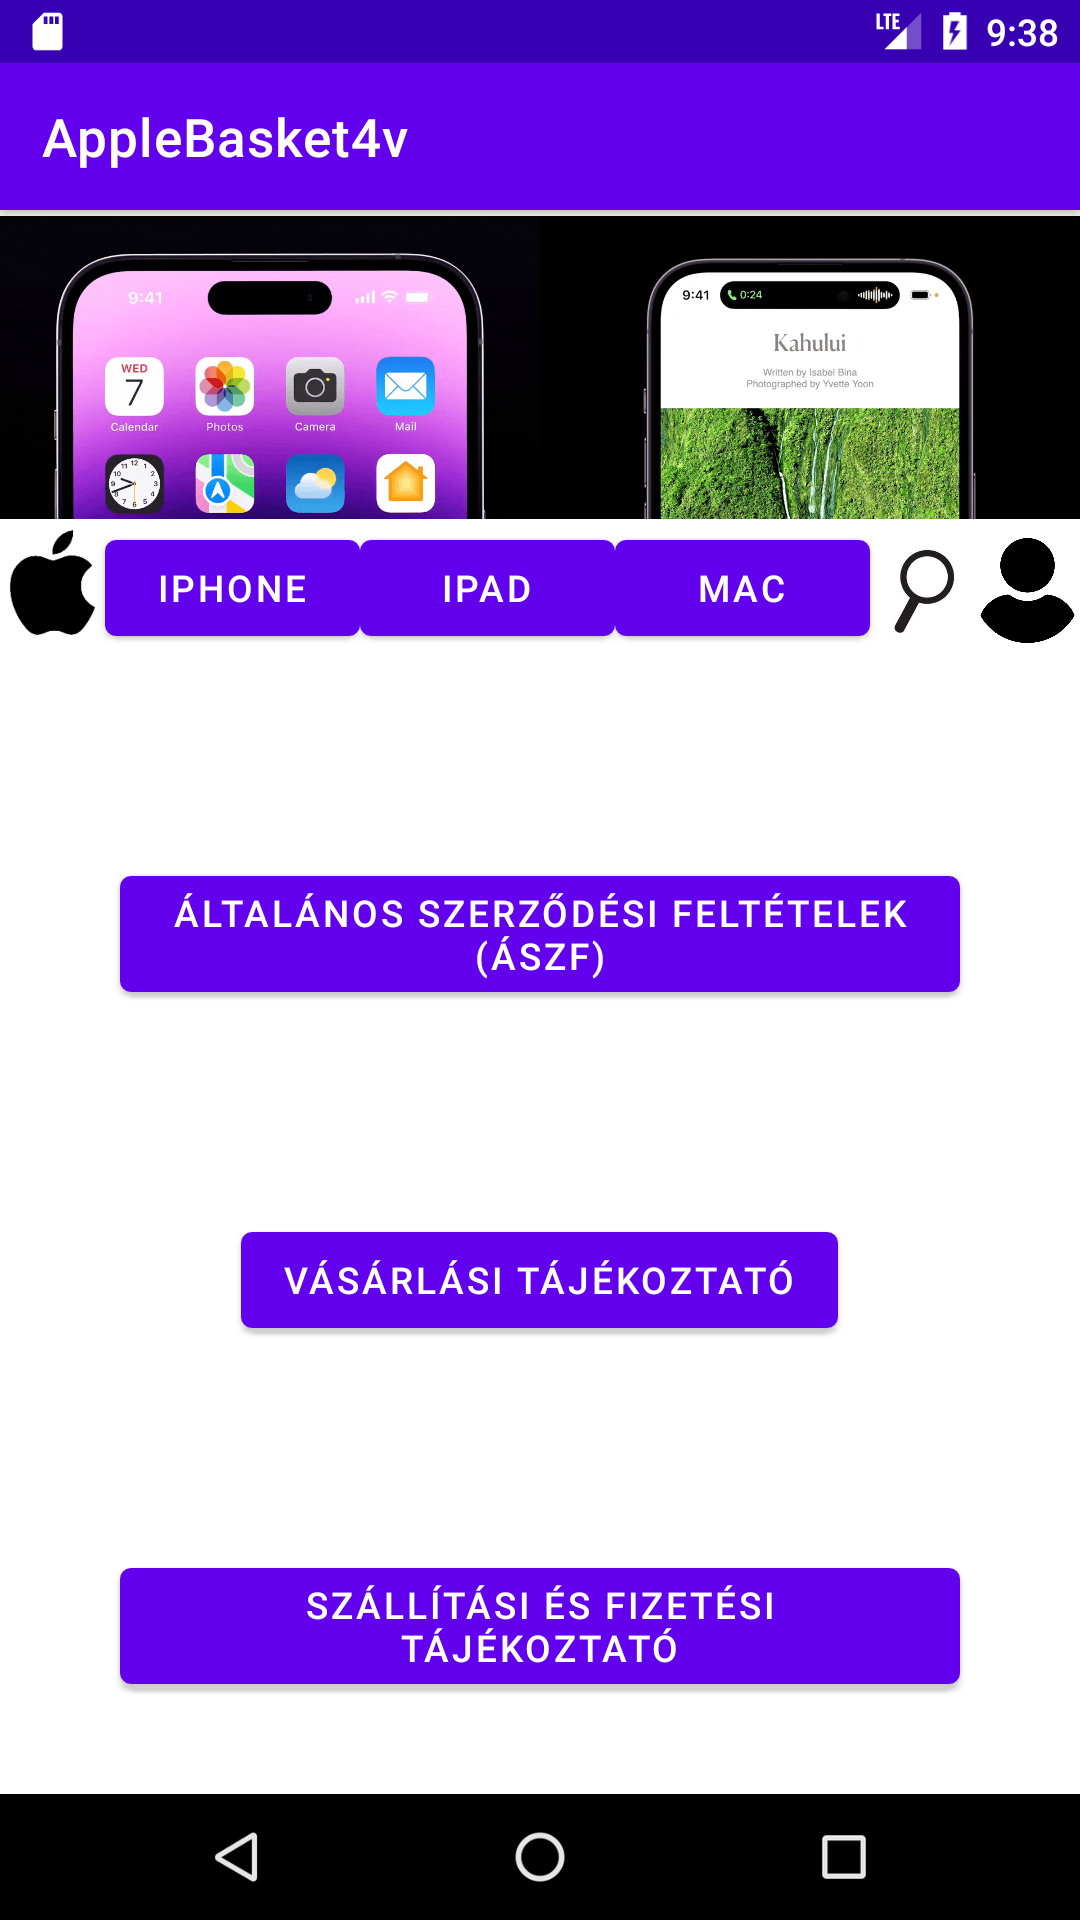 LTE 9:38
AppleBasket4v
9:41
WED
7
Calendar Photos Camera Mail
9:41 0:24
Kahului
Written by Isabel Bina
Photographed by Yvette Yoon
IPHONE IPAD MAC
ÁLTALÁNOS SZERZŐDÉSI FELTÉTELEK
(ÁSZF)
VÁSÁRLÁSI TÁJÉKOZTATÓ
SZÁLLÍTÁSI ÉS FIZETÉSI
TÁJÉKOZTATÓ